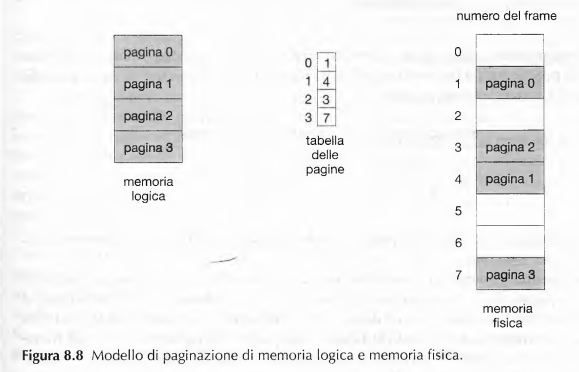 pagina 0
pagina 1
pagina 2
pagina 3
memoria
logica
0 1
1 4
2 3
3 7
tabella
delle
pagine
numero del frame
0
1 pagina 0
2
3 pagina 2
4 pagina 1
5
6
7 pagina 3
memoria
fisica
Figura 8.8 Modello di paginazione di memoria logica e memoria fisica.